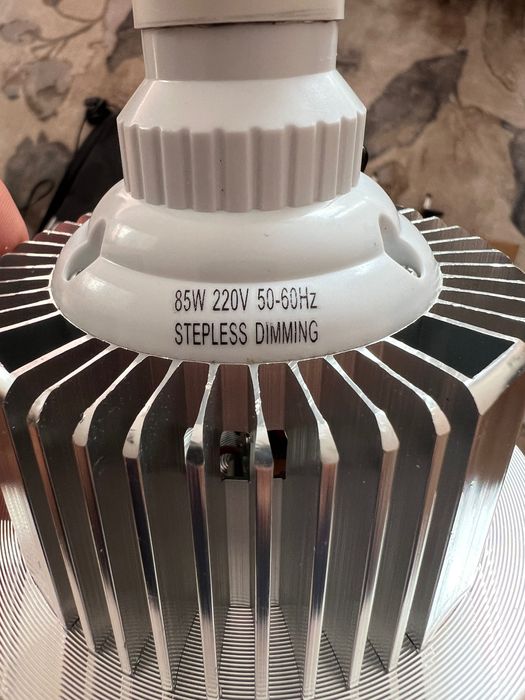 85W 220V 50-60Hz
STEPLESS DIMMING